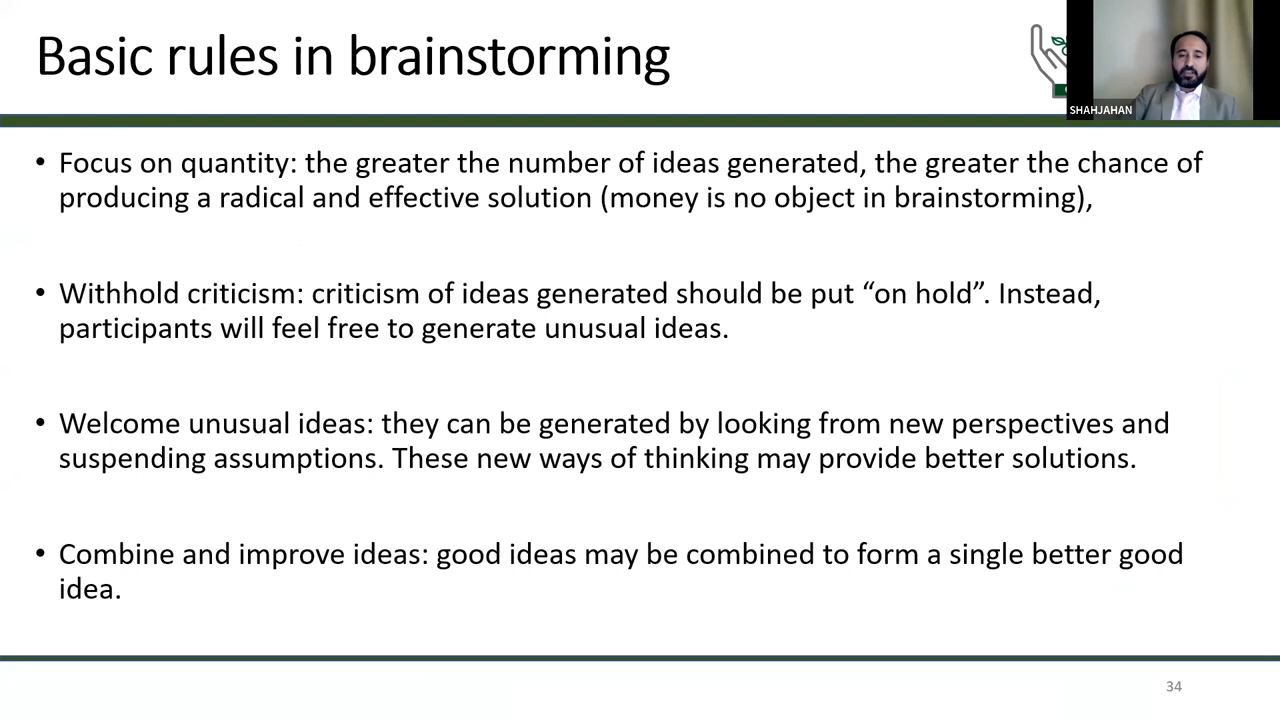 Basic rules in brainstorming
SHAHJAHAN
• Focus on quantity: the greater the number of ideas generated, the greater the chance of
producing a radical and effective solution (money is no object in brainstorming),
• Withhold criticism: criticism of ideas generated should be put “on hold”. Instead,
participants will feel free to generate unusual ideas.
• Welcome unusual ideas: they can be generated by looking from new perspectives and
suspending assumptions. These new ways of thinking may provide better solutions.
• Combine and improve ideas: good ideas may be combined to form a single better good
idea.
34